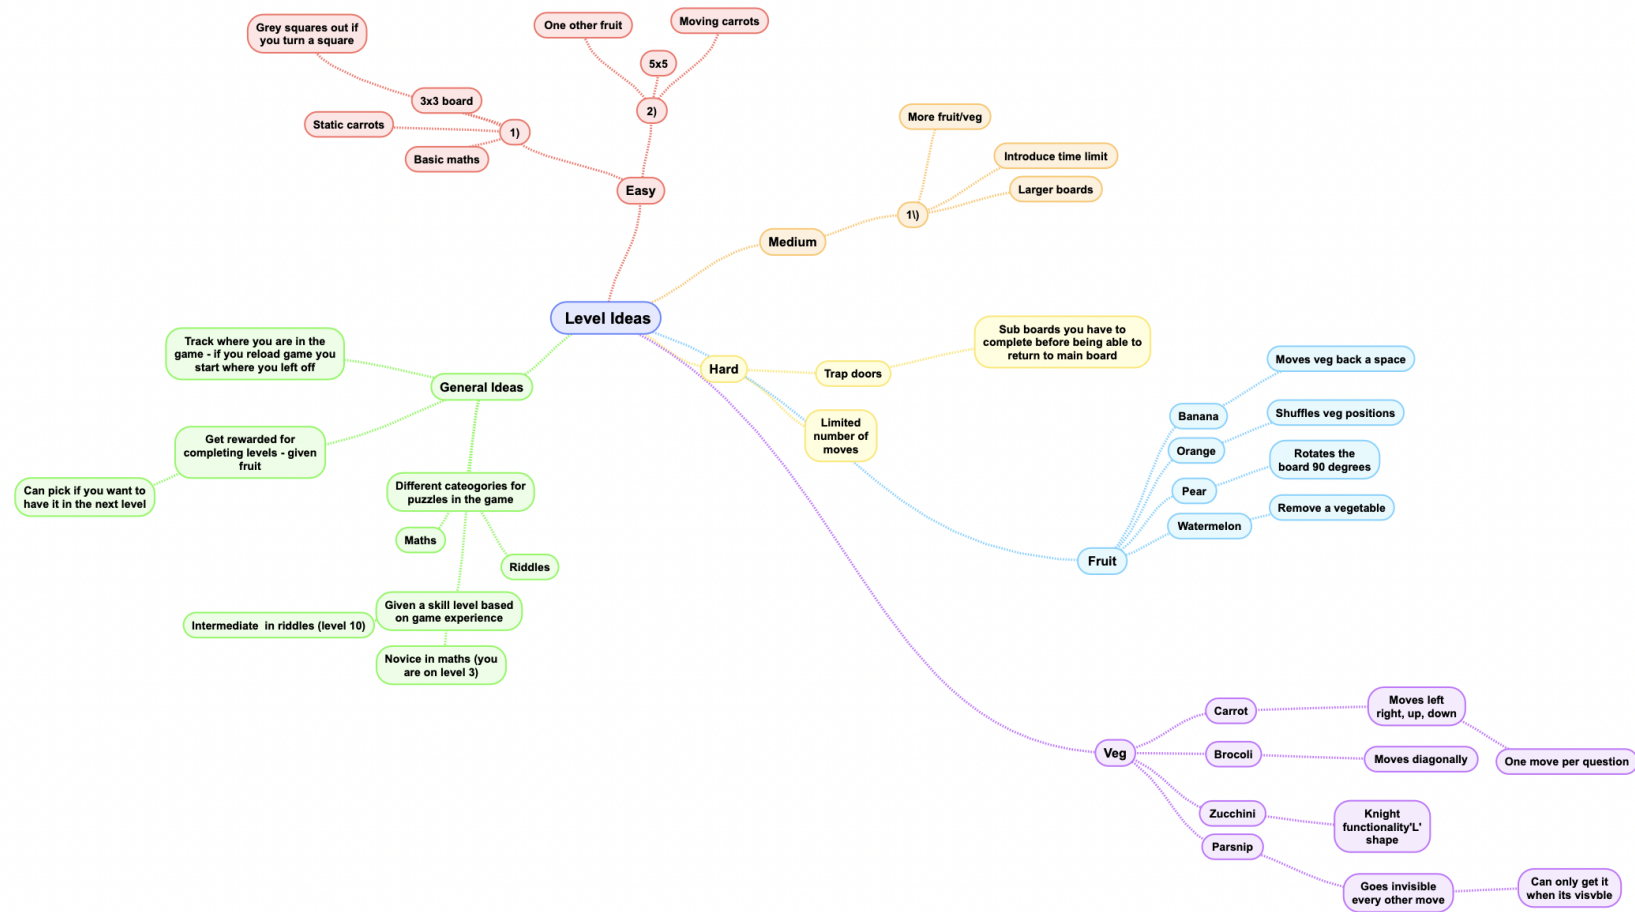 Level Ideas
Easy
1)
3x3 board
Grey squares out if
you turn a square
Static carrots
Basic maths
2)
One other fruit
5x5
Moving carrots
Medium
1\)
More fruit/veg
Introduce time limit
Larger boards
Hard
Trap doors
Sub boards you have to
complete before being able to
return to main board
Limited
number of
moves
Fruit
Banana
Moves veg back a space
Orange
Shuffles veg positions
Pear
Rotates the
board 90 degrees
Watermelon
Remove a vegetable
Veg
Carrot
Moves left
right, up, down
One move per question
Brocoli
Moves diagonally
Zucchini
Knight
functionality'L'
shape
Parsnip
Goes invisible
every other move
Can only get it
when its visvble
General Ideas
Track where you are in the
game - if you reload game you
start where you left off
Get rewarded for
completing levels - given
fruit
Can pick if you want to
have it in the next level
Different cateogories for
puzzles in the game
Maths
Riddles
Given a skill level based
on game experience
Intermediate  in riddles (level 10)
Novice in maths (you
are on level 3)